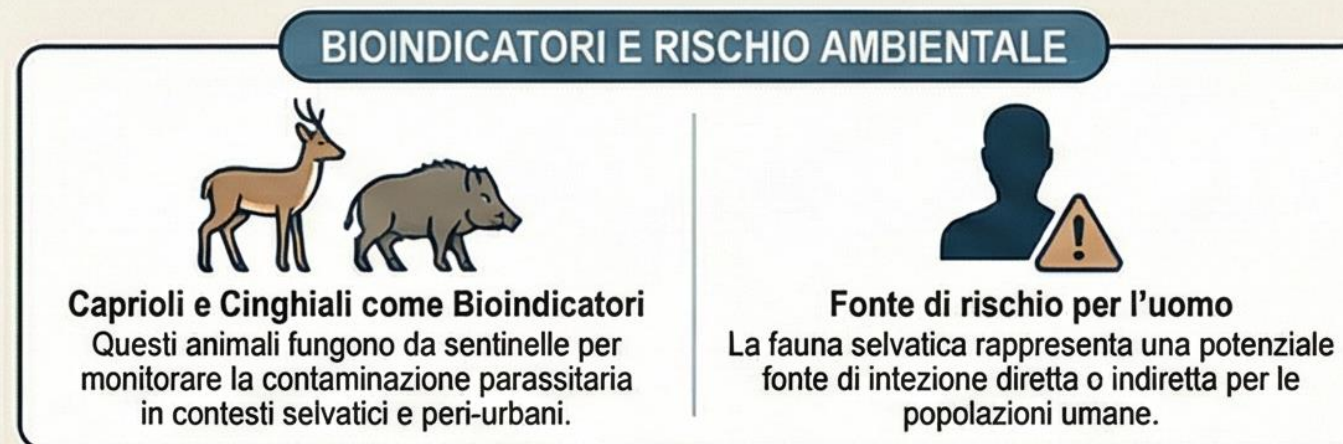 BIOINDICATORI E RISCHIO AMBIENTALE
Caprioli e Cinghiali come Bioindicatori
Questi animali fungono da sentinelle per
monitorare la contaminazione parassitaria
in contesti selvatici e peri-urbani.
Fonte di rischio per l'uomo
La fauna selvatica rappresenta una potenziale
fonte di intezione diretta o indiretta per le
popolazioni umane.